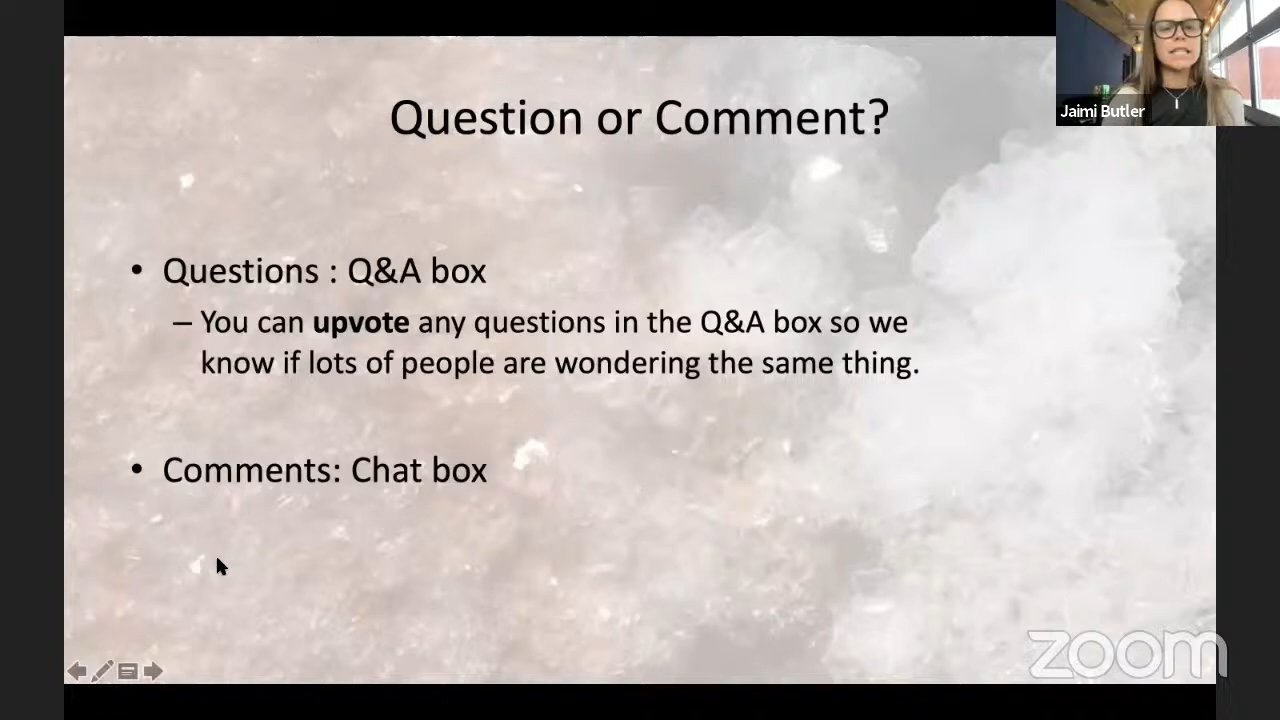 Jaimi Butler
Question or Comment?
• Questions : Q&A box
– You can upvote any questions in the Q&A box so we
know if lots of people are wondering the same thing.
• Comments: Chat box
zoom